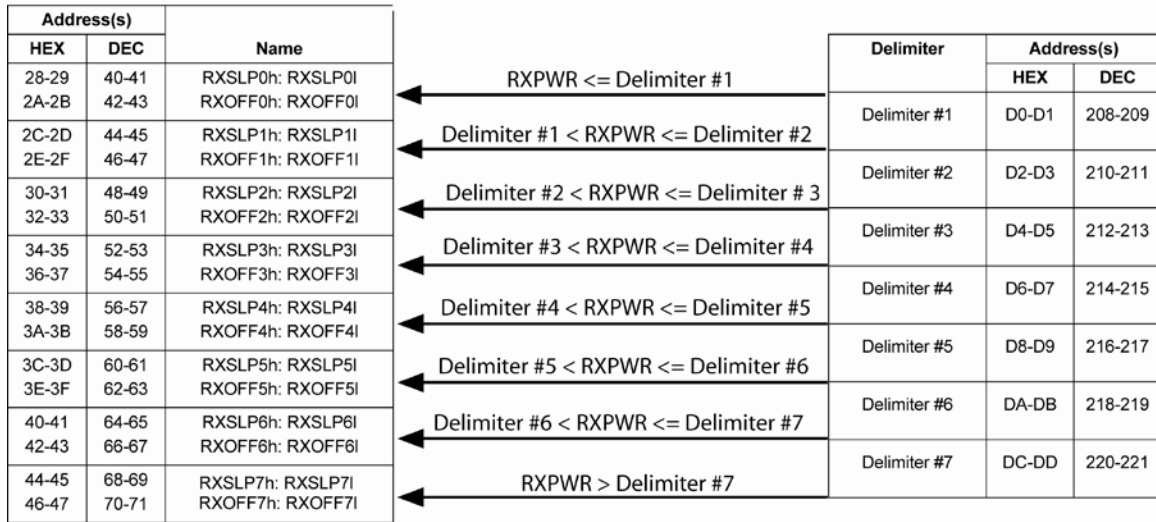 Address(s)
HEX DEC Name
28-29 40-41 RXSLP0h: RXSLP0l
2A-2B 42-43 RXOFF0h: RXOFF0l
2C-2D 44-45 RXSLP1h: RXSLP1l
2E-2F 46-47 RXOFF1h: RXOFF1l
30-31 48-49 RXSLP2h: RXSLP2l
32-33 50-51 RXOFF2h: RXOFF2l
34-35 52-53 RXSLP3h: RXSLP3l
36-37 54-55 RXOFF3h: RXOFF3l
38-39 56-57 RXSLP4h: RXSLP4l
3A-3B 58-59 RXOFF4h: RXOFF4l
3C-3D 60-61 RXSLP5h: RXSLP5l
3E-3F 62-63 RXOFF5h: RXOFF5l
40-41 64-65 RXSLP6h: RXSLP6l
42-43 66-67 RXOFF6h: RXOFF6l
44-45 68-69 RXSLP7h: RXSLP7l
46-47 70-71 RXOFF7h: RXOFF7l
RXPWR <= Delimiter #1
Delimiter #1 < RXPWR <= Delimiter #2
Delimiter #2 < RXPWR <= Delimiter # 3
Delimiter #3 < RXPWR <= Delimiter #4
Delimiter #4 < RXPWR <= Delimiter #5
Delimiter #5 < RXPWR <= Delimiter #6
Delimiter #6 < RXPWR <= Delimiter #7
RXPWR > Delimiter #7
Delimiter Address(s)
HEX DEC
Delimiter #1 D0-D1 208-209
Delimiter #2 D2-D3 210-211
Delimiter #3 D4-D5 212-213
Delimiter #4 D6-D7 214-215
Delimiter #5 D8-D9 216-217
Delimiter #6 DA-DB 218-219
Delimiter #7 DC-DD 220-221